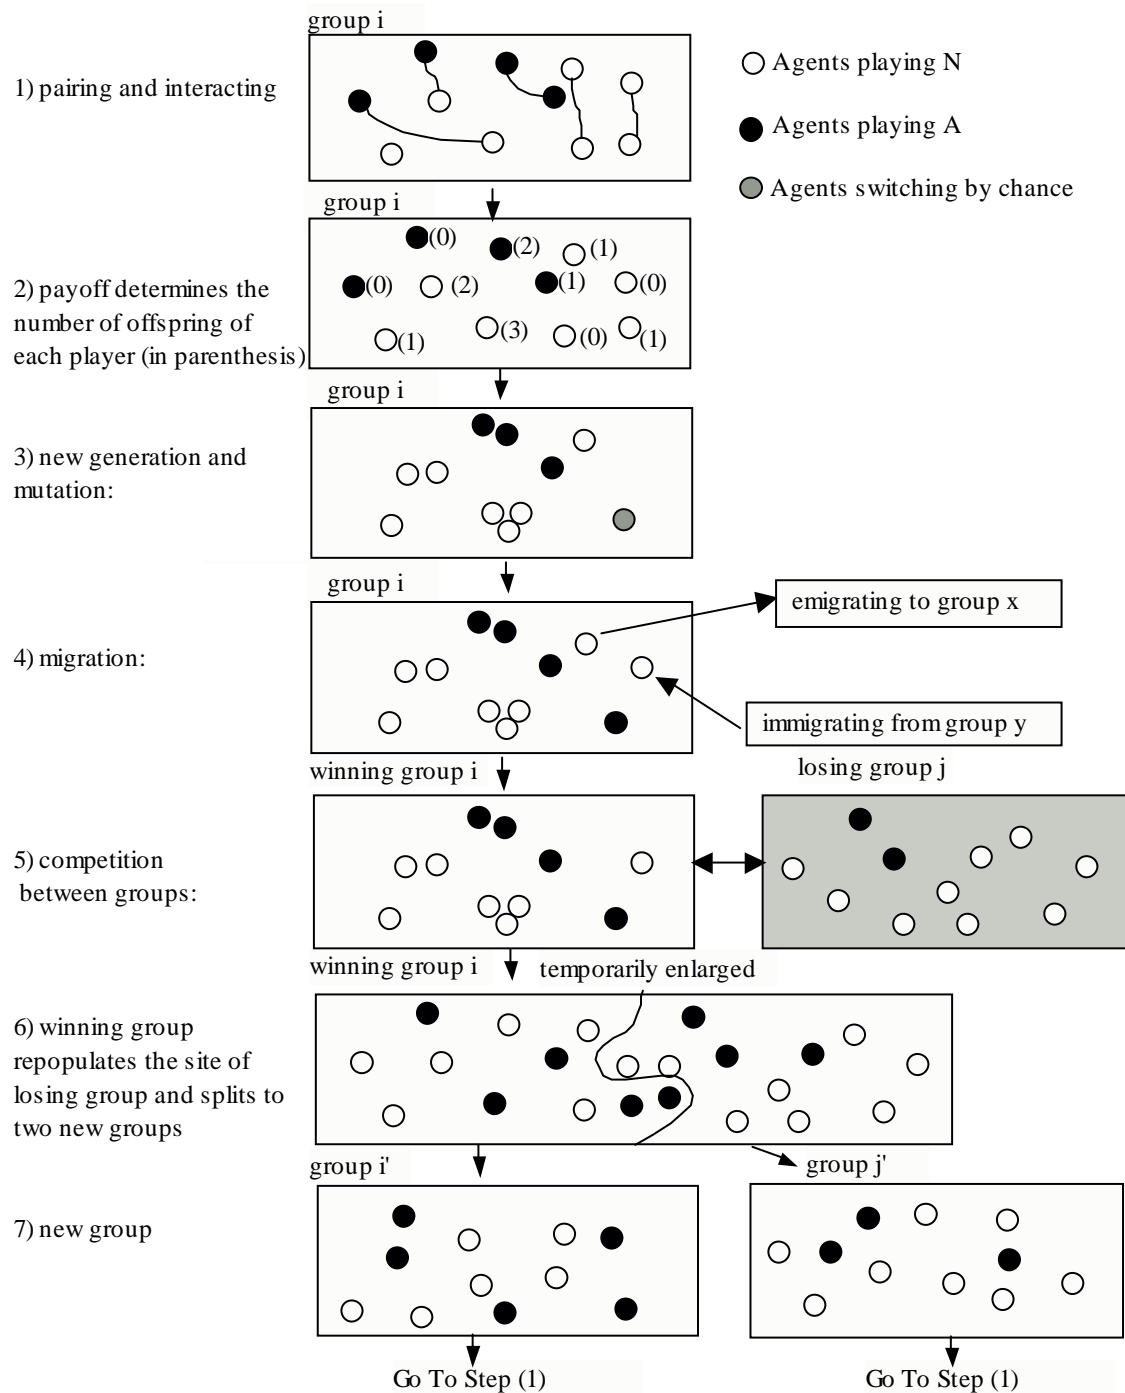 group i
1) pairing and interacting
Agents playing N
Agents playing A
Agents switching by chance
group i
(0)
(2)
(1)
(0)
(2)
(1)
(0)
(1)
(3)
(0)
(1)
2) payoff determines the
number of offspring of
each player (in parenthesis)
group i
3) new generation and
mutation:
group i
4) migration:
emigrating to group x
immigrating from group y
winning group i
losing group j
5) competition
between groups:
winning group i
temporarily enlarged
6) winning group
repopulates the site of
losing group and splits to
two new groups
group i'
group j'
7) new group
Go To Step (1)
Go To Step (1)